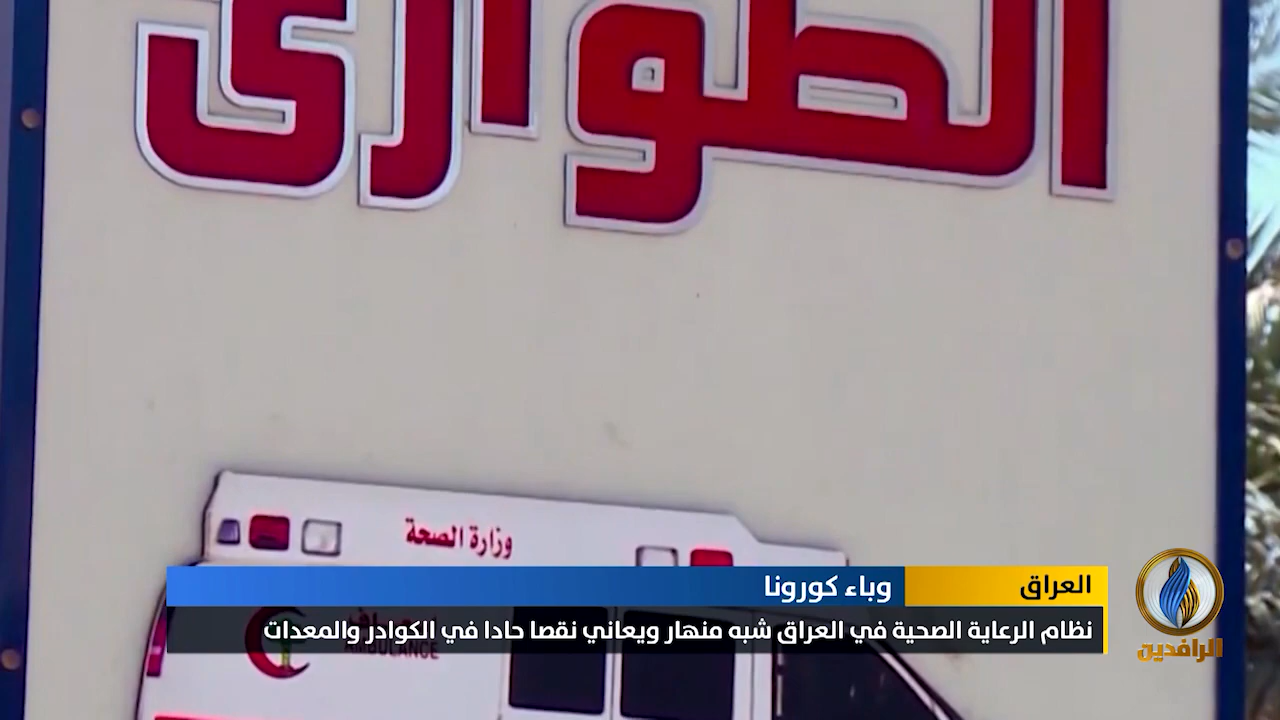 الطوارئ
وزارة الصحة
العراق
وباء كورونا
نظام الرعاية الصحية في العراق شبه منهار ويعاني نقصا حادا في الكوادر والمعدات
AMBULANCE
الرافدين